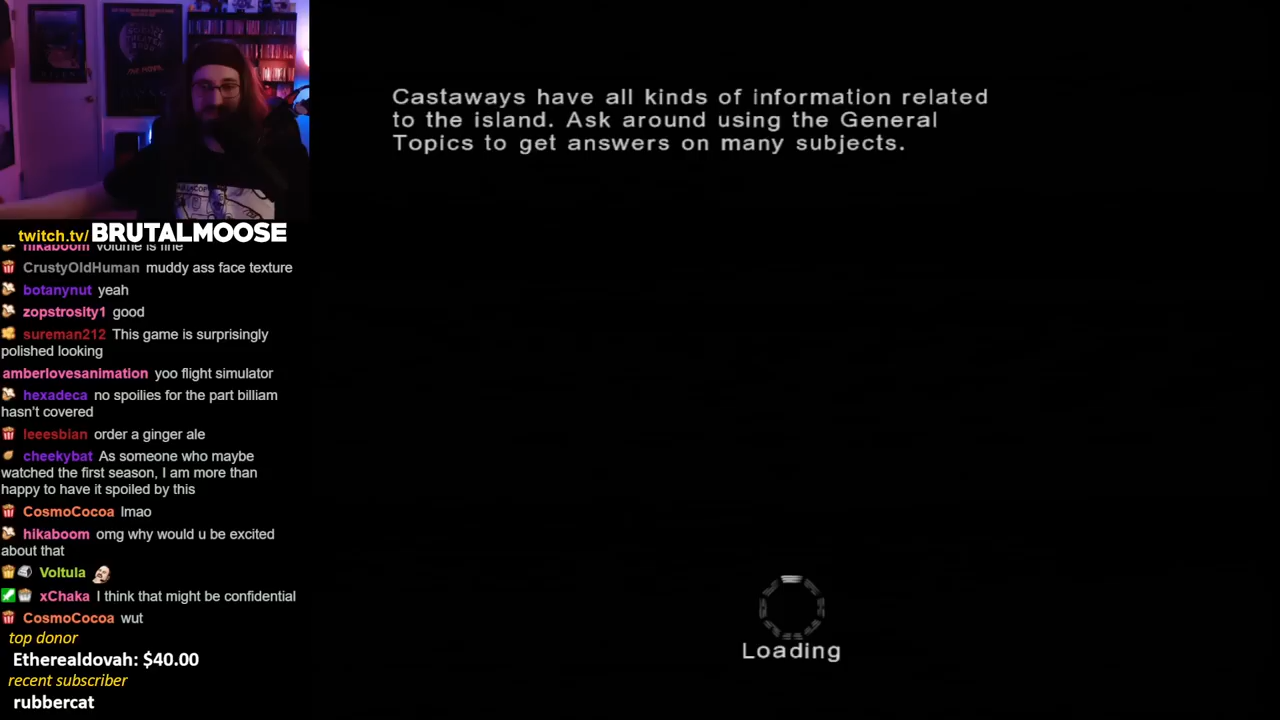 Castaways have all kinds of information related
to the island. Ask around using the General
Topics to get answers on many subjects.
Loading
twitch.tv/BRUTALMOOSE
hikaboom volume is fine
CrustyOldHuman muddy ass face texture
botanynut yeah
zopstrosity1 good
sureman212 This game is surprisingly
polished looking
amberlovesanimation yoo flight simulator
hexadeca no spoilies for the part billiam
hasn't covered
leeesbian order a ginger ale
cheekybat As someone who maybe
watched the first season, I am more than
happy to have it spoiled by this
CosmoCocoa lmao
hikaboom omg why would u be excited
about that
Voltula
xChaka I think that might be confidential
CosmoCocoa wut
top donor
Etherealdovah: $40.00
recent subscriber
rubbercat